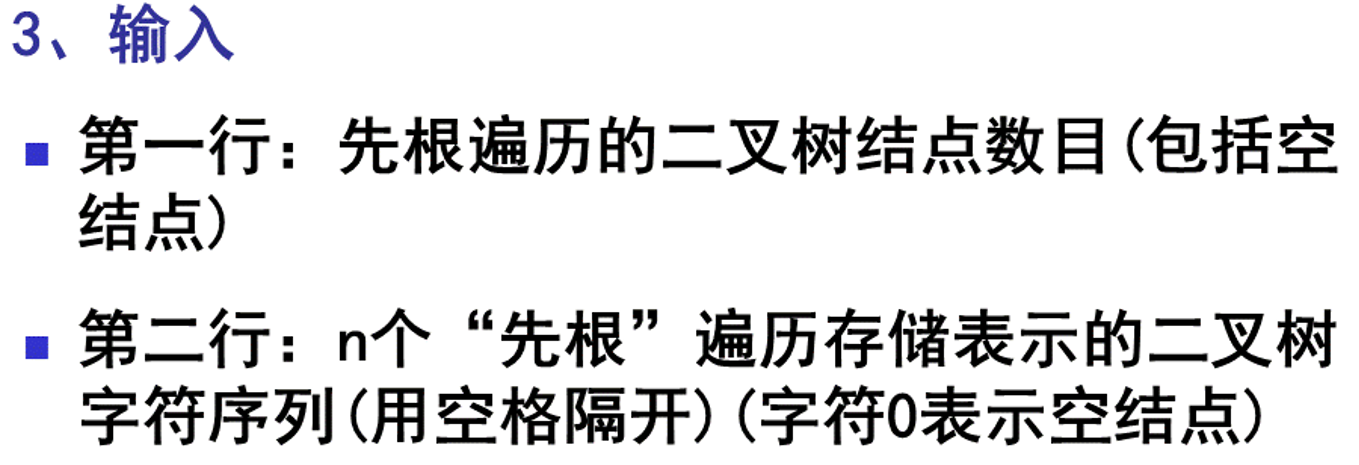 3、输入
■ 第一行：先根遍历的二叉树结点数目(包括空
结点)
■ 第二行：n个“先根”遍历存储表示的二叉树
字符序列(用空格隔开)(字符0表示空结点)